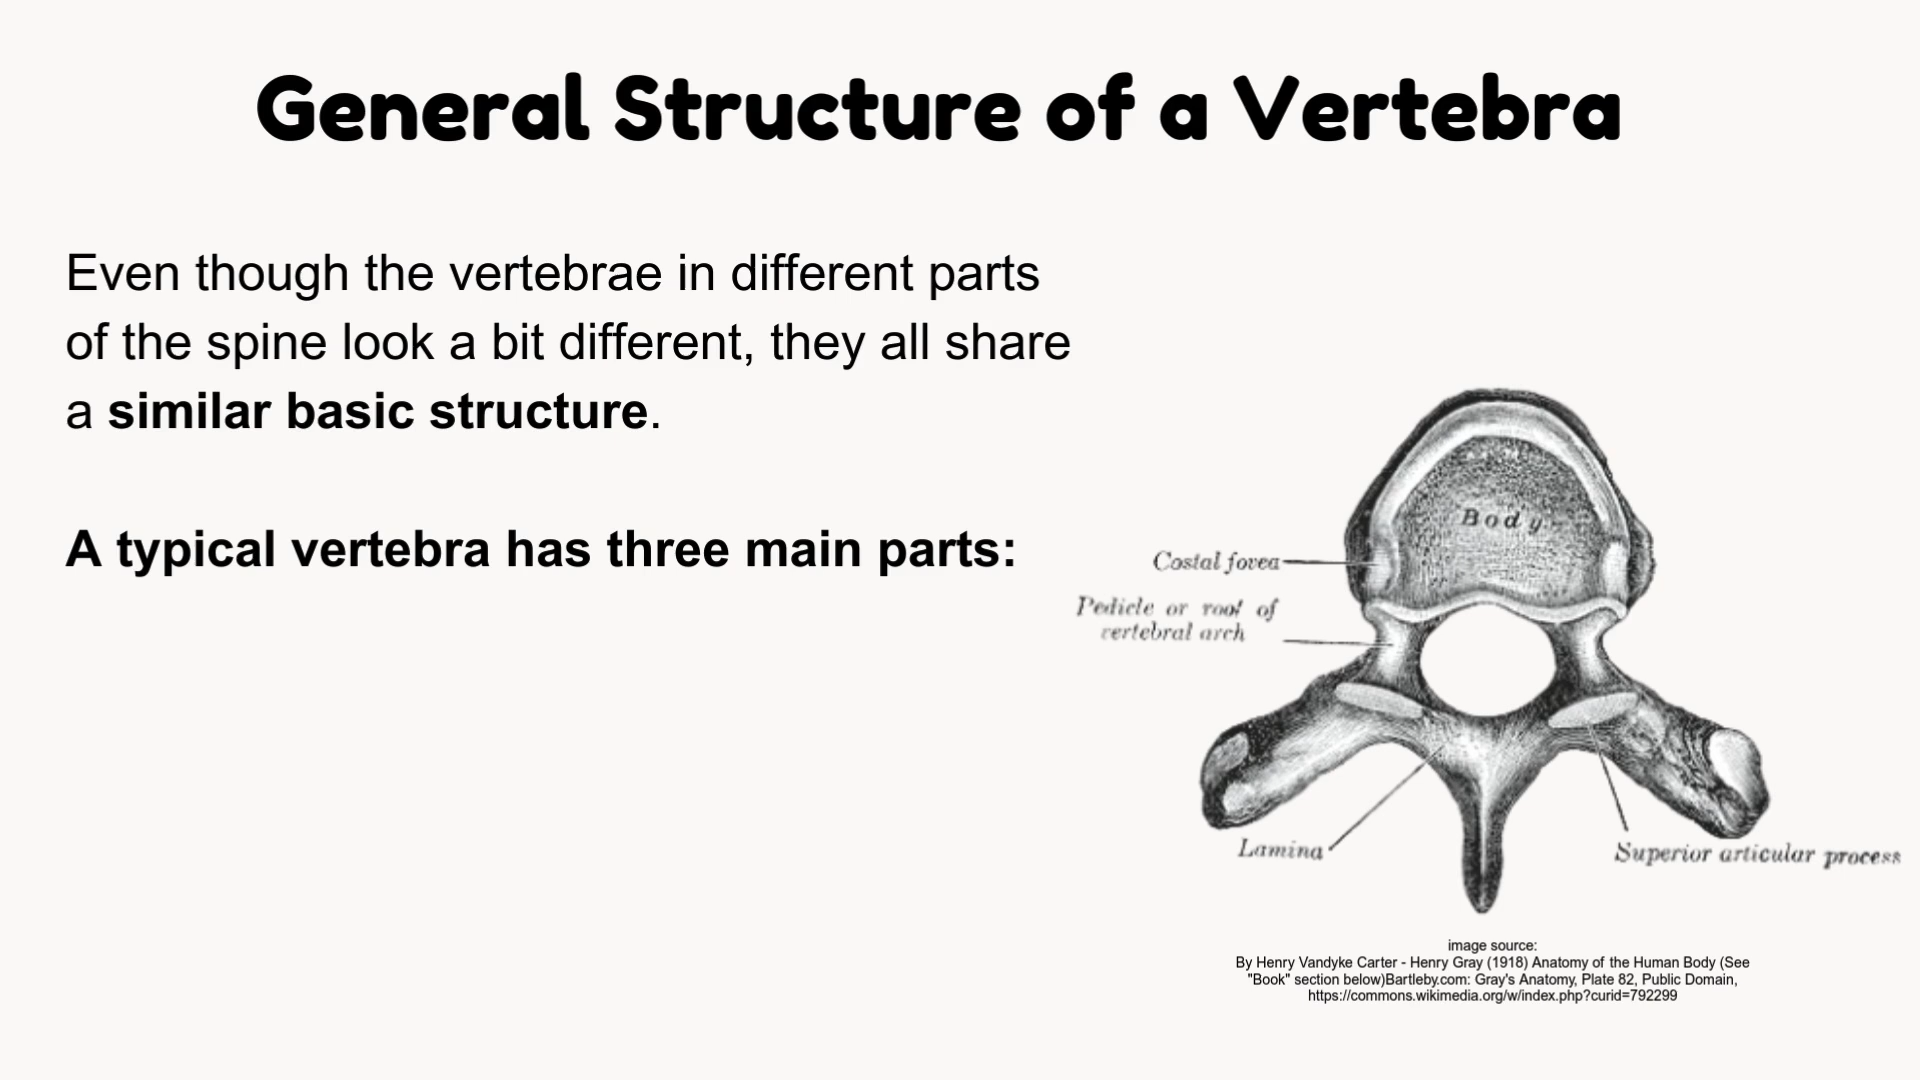 General Structure of a Vertebra
Even though the vertebrae in different parts
of the spine look a bit different, they all share
a similar basic structure.
A typical vertebra has three main parts:
Body
Costal fovea
Pedicle or root of
vertebral arch
Lamina
Superior articular process
image source:
By Henry Vandyke Carter - Henry Gray (1918) Anatomy of the Human Body (See
"Book" section below)Bartleby.com: Gray's Anatomy, Plate 82, Public Domain,
https://commons.wikimedia.org/w/index.php?curid=792299